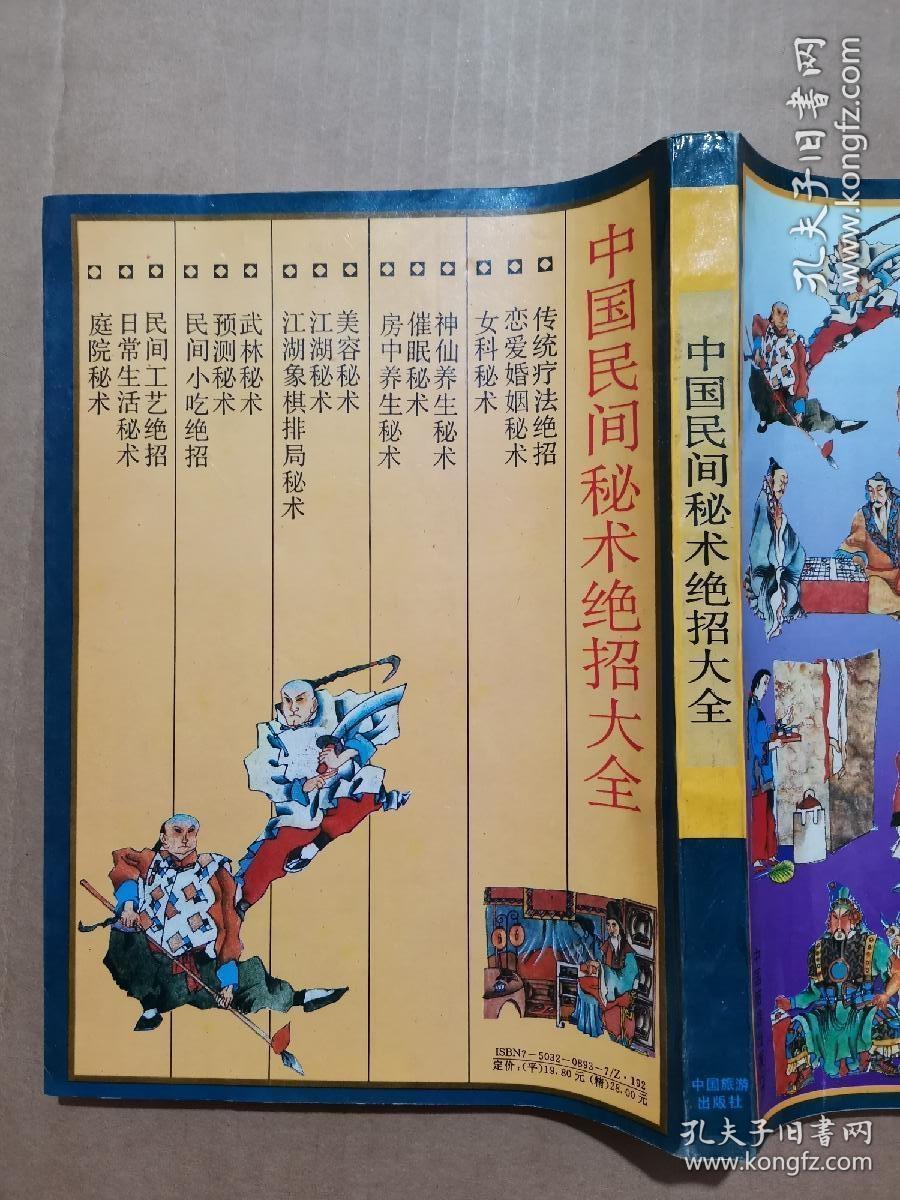 中国民间秘术绝招大全
传统疗法绝招
恋爱婚姻秘术
女科秘术
神仙养生秘术
催眠秘术
房中养生秘术
美容秘术
江湖秘术
江湖象棋排局秘术
武林秘术
预测秘术
民间小吃绝招
民间工艺绝招
日常生活秘术
庭院秘术
ISBN7-5032-0893-7/Z·192
定价:(平)19.80元(精)28.00元
中国民间秘术绝招大全
中国旅游
出版社
孔夫子旧书网
www.kongfz.com
孔夫子旧书网
www.kongfz.com